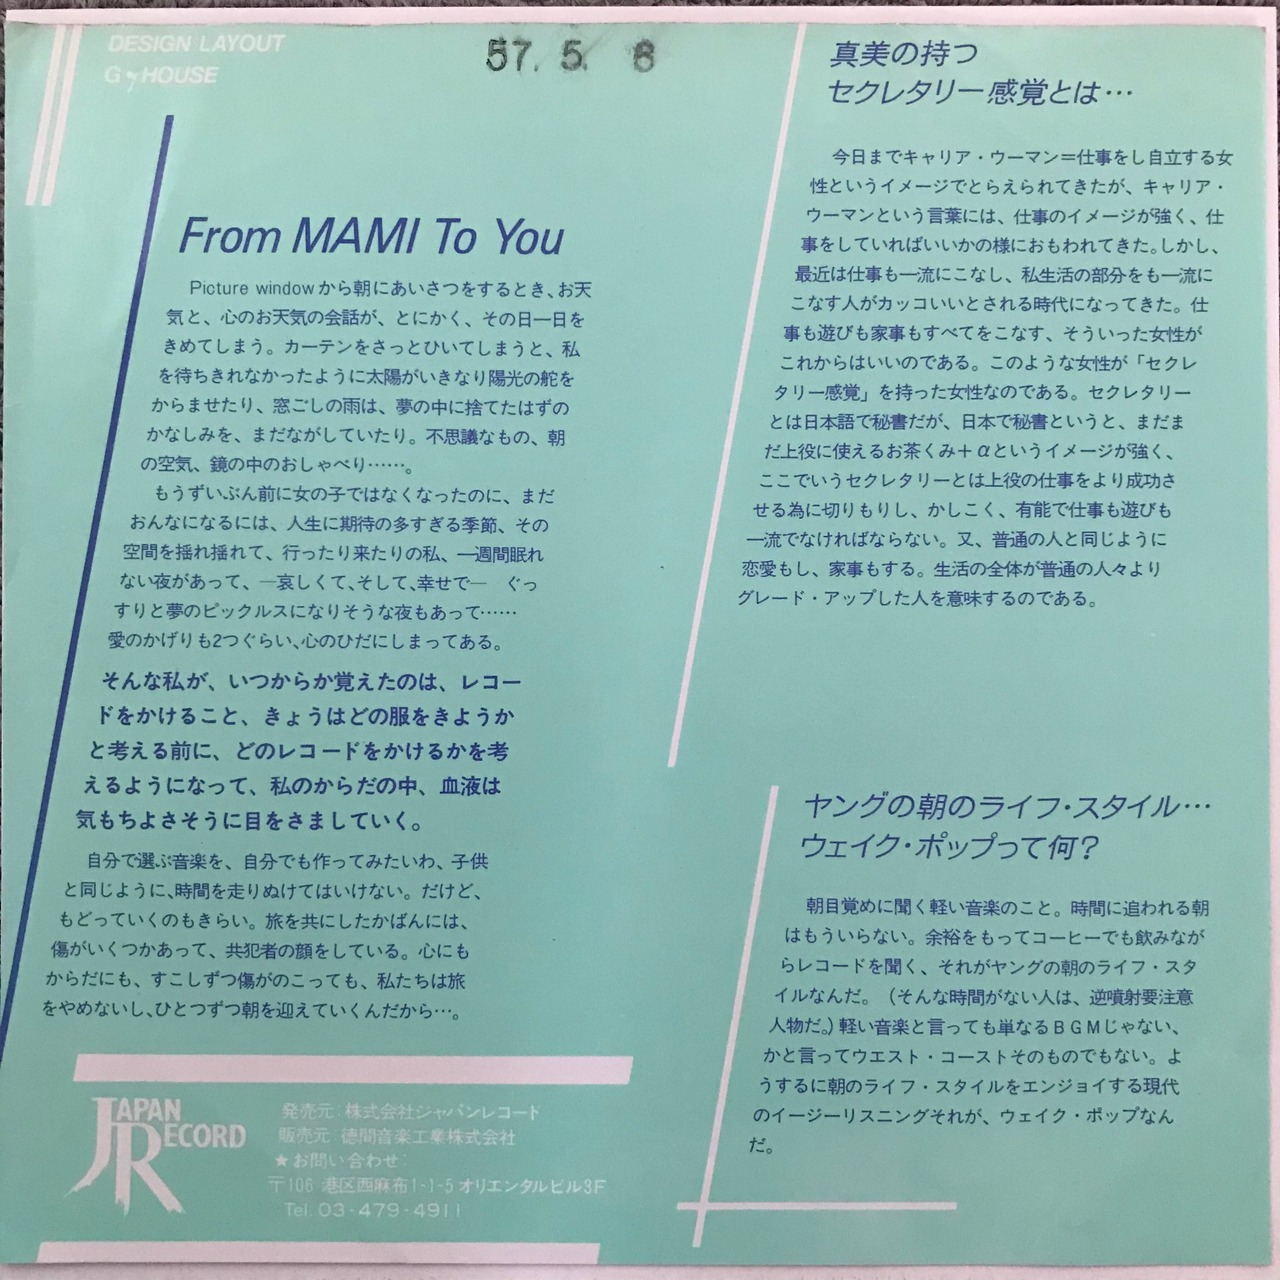 DESIGN LAYOUT
G γ HOUSE
57. 5. 6
From MAMI To You
Picture windowから朝にあいさつをするとき、お天
気と、心のお天気の会話が、とにかく、その日一日を
きめてしまう。カーテンをさっとひいてしまうと、私
を待ちきれなかったように太陽がいきなり陽光の舵を
からませたり、窓ごしの雨は、夢の中に捨てたはずの
かなしみを、まだながしていたり。不思議なもの、朝
の空気、鏡の中のおしゃべり……。
もうずいぶん前に女の子ではなくなったのに、まだ
おんなになるには、人生に期待の多すぎる季節、その
空間を揺れ揺れて、行ったり来たりの私、一週間眠れ
ない夜があって、―哀しくて、そして、幸せで― ぐっ
すりと夢のピックルスになりそうな夜もあって……
愛のかげりも2つぐらい、心のひだにしまってある。
そんな私が、いつからか覚えたのは、レコー
ドをかけること、きょうはどの服をきようか
と考える前に、どのレコードをかけるかを考
えるようになって、私のからだの中、血液は
気もちよさそうに目をさましていく。
自分で選ぶ音楽を、自分でも作ってみたいわ、子供
と同じように、時間を走りぬけてはいけない。だけど、
もどっていくのもきらい。旅を共にしたかばんには、
傷がいくつかあって、共犯者の顔をしている。心にも
からだにも、すこしずつ傷がのこっても、私たちは旅
をやめないし、ひとつずつ朝を迎えていくんだから…。
JAPAN
RECORD
発売元：株式会社ジャパンレコード
販売元：徳間音楽工業株式会社
★お問い合わせ：
〒106 港区西麻布1-1-5オリエンタルビル3F
Tel. 03-479-4911
真美の持つ
セクレタリー感覚とは…
今日までキャリア・ウーマン＝仕事をし自立する女
性というイメージでとらえられてきたが、キャリア・
ウーマンという言葉には、仕事のイメージが強く、仕
事をしていればいいかの様におもわれてきた。しかし、
最近は仕事も一流にこなし、私生活の部分をも一流に
こなす人がカッコいいとされる時代になってきた。仕
事も遊びも家事もすべてをこなす、そういった女性が
これからはいいのである。このような女性が「セクレ
タリー感覚」を持った女性なのである。セクレタリー
とは日本語で秘書だが、日本で秘書というと、まだま
だ上役に使えるお茶くみ＋αというイメージが強く、
ここでいうセクレタリーとは上役の仕事をより成功さ
せる為に切りもりし、かしこく、有能で仕事も遊びも
一流でなければならない。又、普通の人と同じように
恋愛もし、家事もする。生活の全体が普通の人々より
グレード・アップした人を意味するのである。
ヤングの朝のライフ・スタイル…
ウェイク・ポップって何？
朝目覚めに聞く軽い音楽のこと。時間に追われる朝
はもういらない。余裕をもってコーヒーでも飲みなが
らレコードを聞く、それがヤングの朝のライフ・スタ
イルなんだ。（そんな時間がない人は、逆噴射要注意
人物だ。）軽い音楽と言っても単なるＢＧＭじゃない、
かと言ってウエスト・コーストそのものでもない。よ
うするに朝のライフ・スタイルをエンジョイする現代
のイージーリスニングそれが、ウェイク・ポップなん
だ。